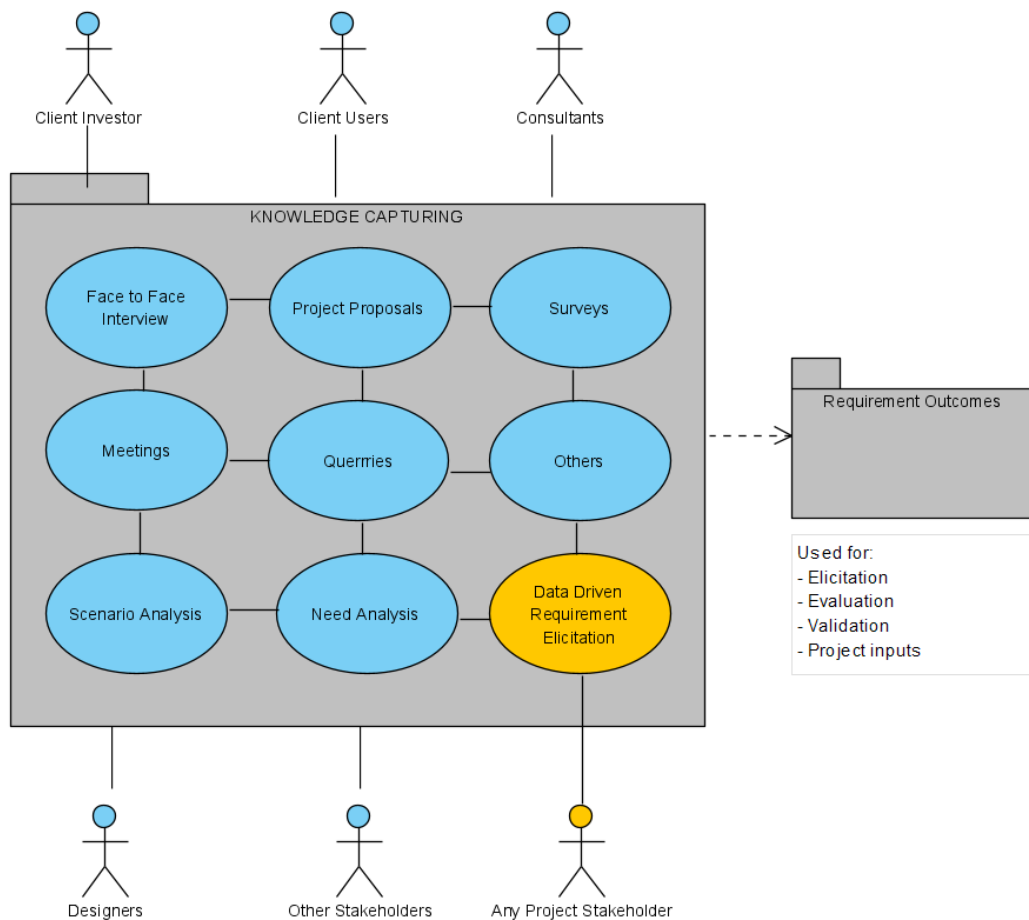 Client Investor
Client Users
Consultants
KNOWLEDGE CAPTURING
Face to Face
Interview
Project Proposals
Surveys
Meetings
Querrries
Others
Scenario Analysis
Need Analysis
Data Driven
Requirement
Elicitation
Requirement Outcomes
Used for:
- Elicitation
- Evaluation
- Validation
- Project inputs
Designers
Other Stakeholders
Any Project Stakeholder